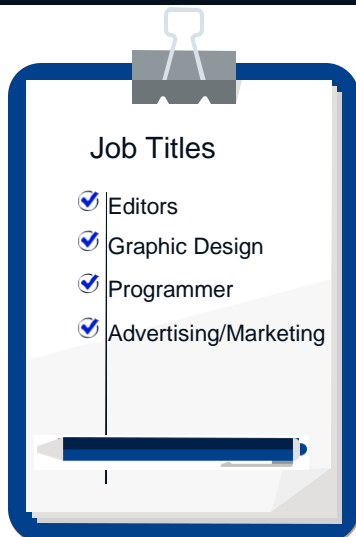 Job Titles
Editors
Graphic Design
Programmer
Advertising/Marketing